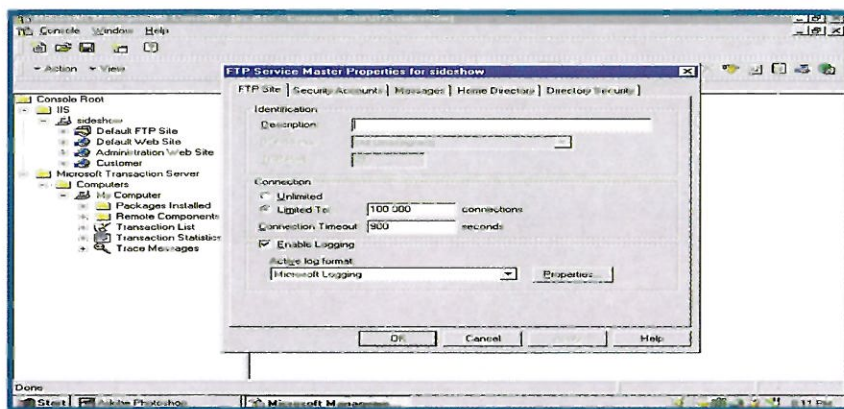 Console Window Help
Action View
FTP Service Master Properties for sideshow
FTP Site Security Accounts Messages Home Directory Directory Security
Console Root
IIS
sideshow
Default FTP Site
Default Web Site
Administration Web Site
Customer
Microsoft Transaction Server
Computers
My Computer
Packages Installed
Remote Components
Transaction List
Transaction Statistics
Trace Messages
Identification
Description:
Connection
Unlimited
Limited To: 100,000 connections
Connection Timeout: 900 seconds
Enable Logging
Active log format:
Microsoft Logging Properties...
OK Cancel Help
Done
Start Adobe Photoshop Microsoft Managem... 8:11 PM